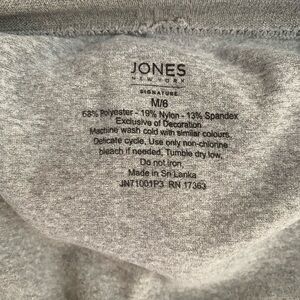 JONES
NEW YORK
SIGNATURE
M/8
68% Polyester - 19% Nylon - 13% Spandex
Exclusive of Decoration
Machine wash cold with similar colours.
Delicate cycle. Use only non-chlorine
bleach if needed. Tumble dry low.
Do not iron.
Made in Sri Lanka
JN71001P3 RN 17363